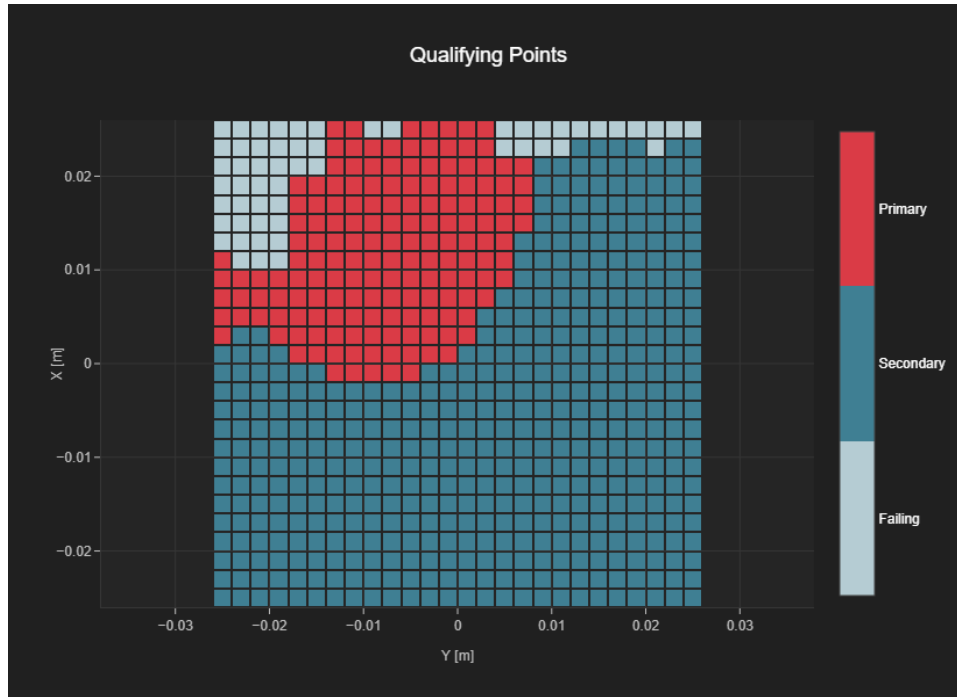 Qualifying Points
X [m]
0.02
0.01
0
−0.01
−0.02
−0.03
−0.02
−0.01
0
0.01
0.02
0.03
Y [m]
Primary
Secondary
Failing